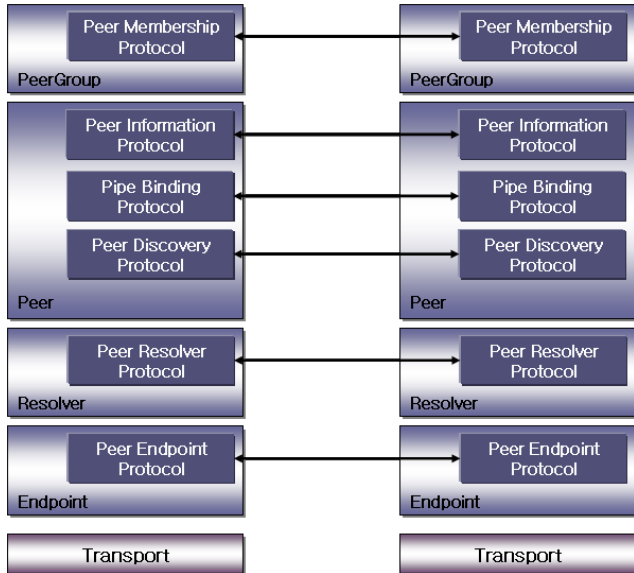 Peer Membership
Protocol
PeerGroup
Peer Membership
Protocol
PeerGroup
Peer Information
Protocol
Pipe Binding
Protocol
Peer Discovery
Protocol
Peer
Peer Information
Protocol
Pipe Binding
Protocol
Peer Discovery
Protocol
Peer
Peer Resolver
Protocol
Resolver
Peer Resolver
Protocol
Resolver
Peer Endpoint
Protocol
Endpoint
Peer Endpoint
Protocol
Endpoint
Transport
Transport